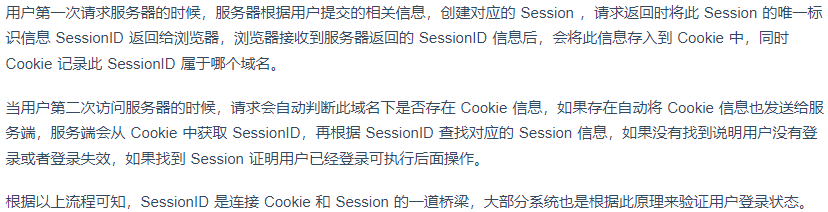 用户第一次请求服务器的时候，服务器根据用户提交的相关信息，创建对应的 Session ，请求返回时将此 Session 的唯一标
识信息 SessionID 返回给浏览器，浏览器接收到服务器返回的 SessionID 信息后，会将此信息存入到 Cookie 中，同时
Cookie 记录此 SessionID 属于哪个域名。
当用户第二次访问服务器的时候，请求会自动判断此域名下是否存在 Cookie 信息，如果存在自动将 Cookie 信息也发送给服
务端，服务端会从 Cookie 中获取 SessionID，再根据 SessionID 查找对应的 Session 信息，如果没有找到说明用户没有登
录或者登录失效，如果找到 Session 证明用户已经登录可执行后面操作。
根据以上流程可知，SessionID 是连接 Cookie 和 Session 的一道桥梁，大部分系统也是根据此原理来验证用户登录状态。